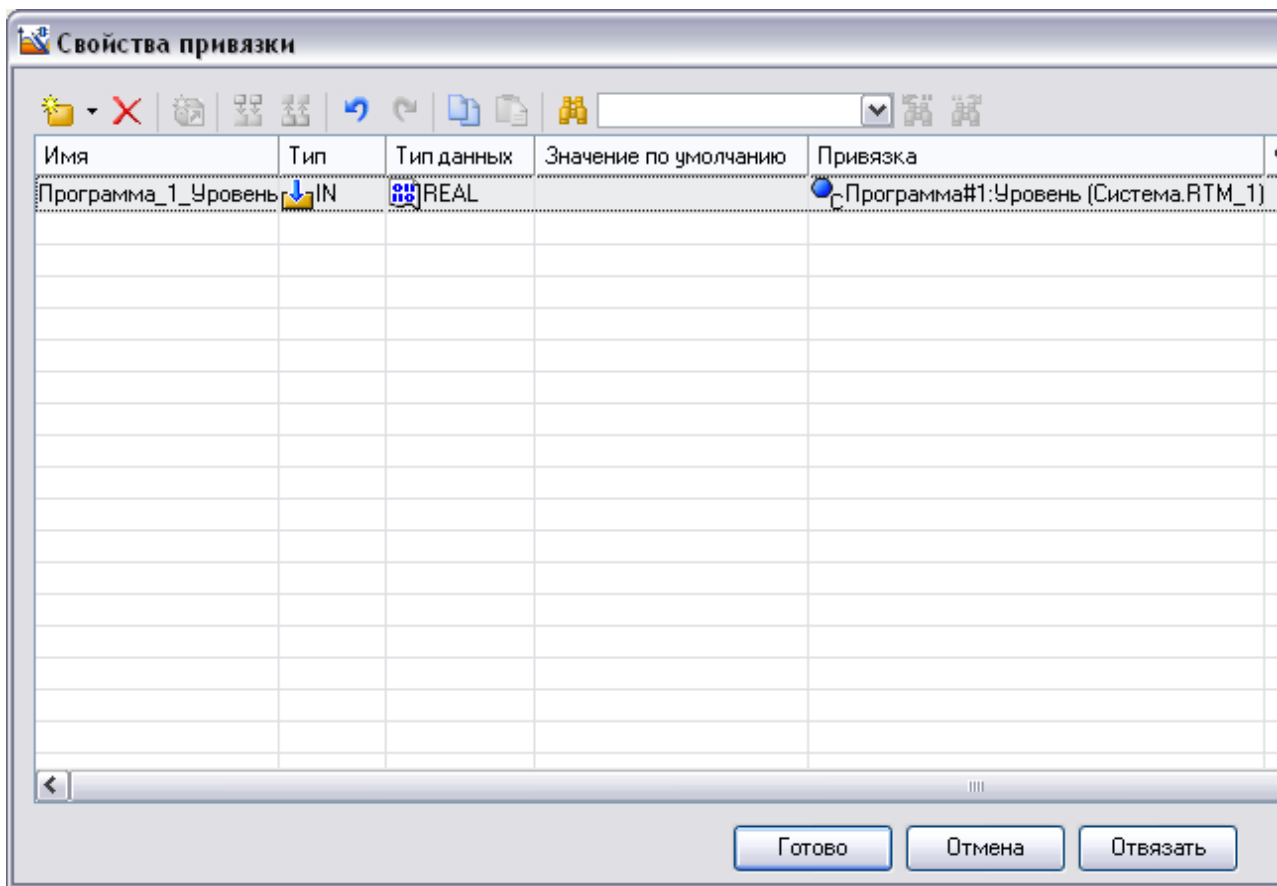 Свойства привязки
Имя Тип Тип данных Значение по умолчанию Привязка
Программа_1_Уровень IN REAL Программа#1:Уровень (Система.RTM_1)
Готово Отмена Отвязать